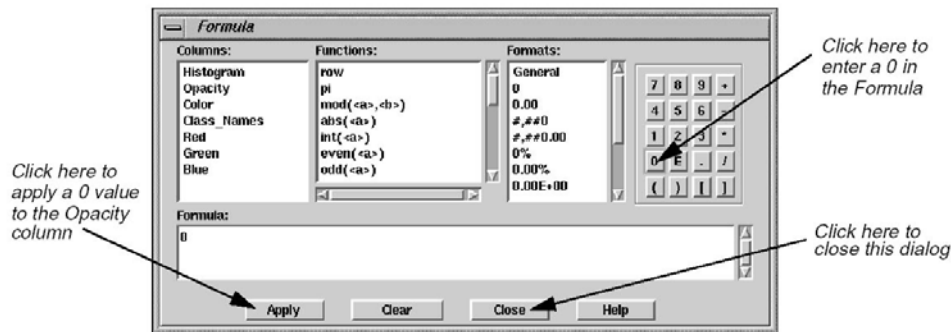 Formula
Columns:
Histogram
Opacity
Color
Class_Names
Red
Green
Blue
Functions:
row
pi
mod(<a>,<b>)
abs(<a>)
int(<a>)
even(<a>)
odd(<a>)
Formats:
General
0
0.00
#,##0
#,##0.00
0%
0.00%
0.00E+00
7 8 9 +
4 5 6 -
1 2 3 *
0 E . /
( ) [ ]
Click here to
enter a 0 in
the Formula
Click here to
apply a 0 value
to the Opacity
column
Formula:
0
Click here to
close this dialog
Apply Clear Close Help